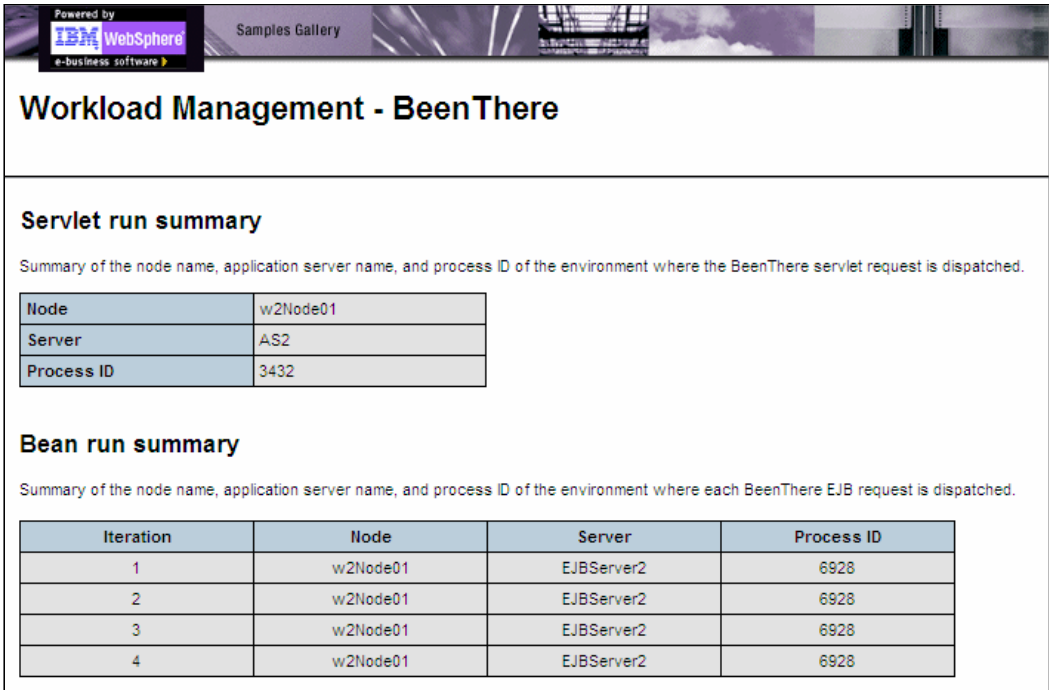 Powered by
IBM WebSphere
e-business software
Samples Gallery
Workload Management - BeenThere
Servlet run summary
Summary of the node name, application server name, and process ID of the environment where the BeenThere servlet request is dispatched.
Node w2Node01
Server AS2
Process ID 3432
Bean run summary
Summary of the node name, application server name, and process ID of the environment where each BeenThere EJB request is dispatched.
Iteration Node Server Process ID
1 w2Node01 EJBServer2 6928
2 w2Node01 EJBServer2 6928
3 w2Node01 EJBServer2 6928
4 w2Node01 EJBServer2 6928